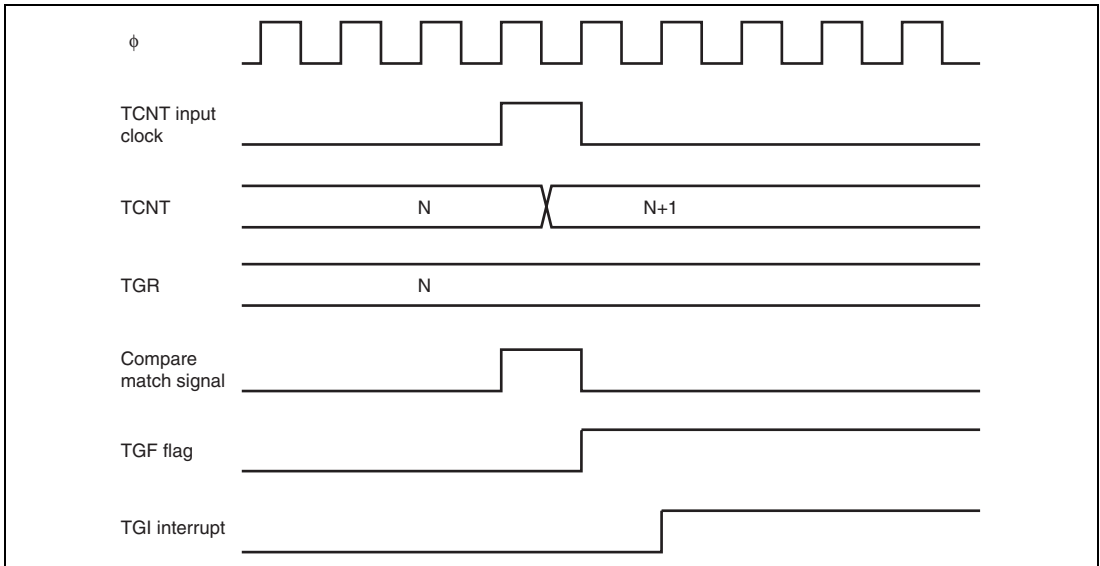 ϕ
TCNT input
clock
TCNT
N
N+1
TGR
N
Compare
match signal
TGF flag
TGI interrupt